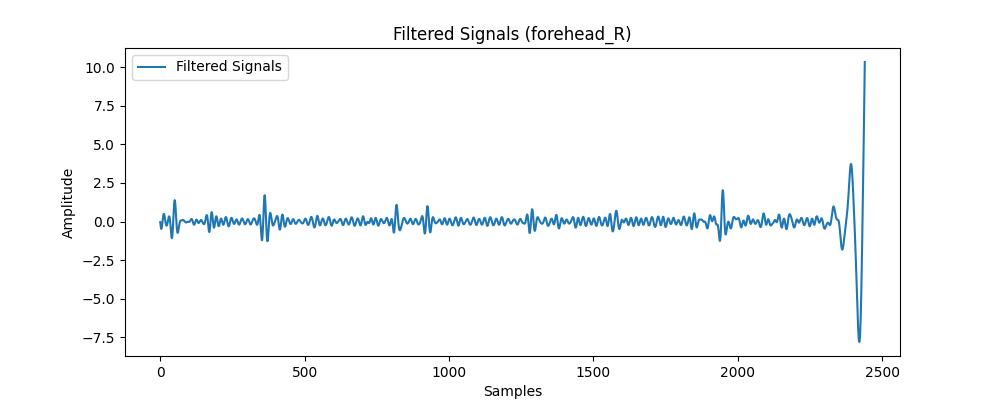 Filtered Signals (forehead_R)
Filtered Signals
Amplitude
10.0
7.5
5.0
2.5
0.0
−2.5
−5.0
−7.5
0 500 1000 1500 2000 2500
Samples